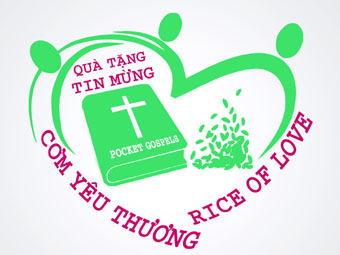 QUÀ TẶNG
TIN MỪNG
POCKET GOSPELS
CƠM YÊU THƯƠNG
RICE OF LOVE